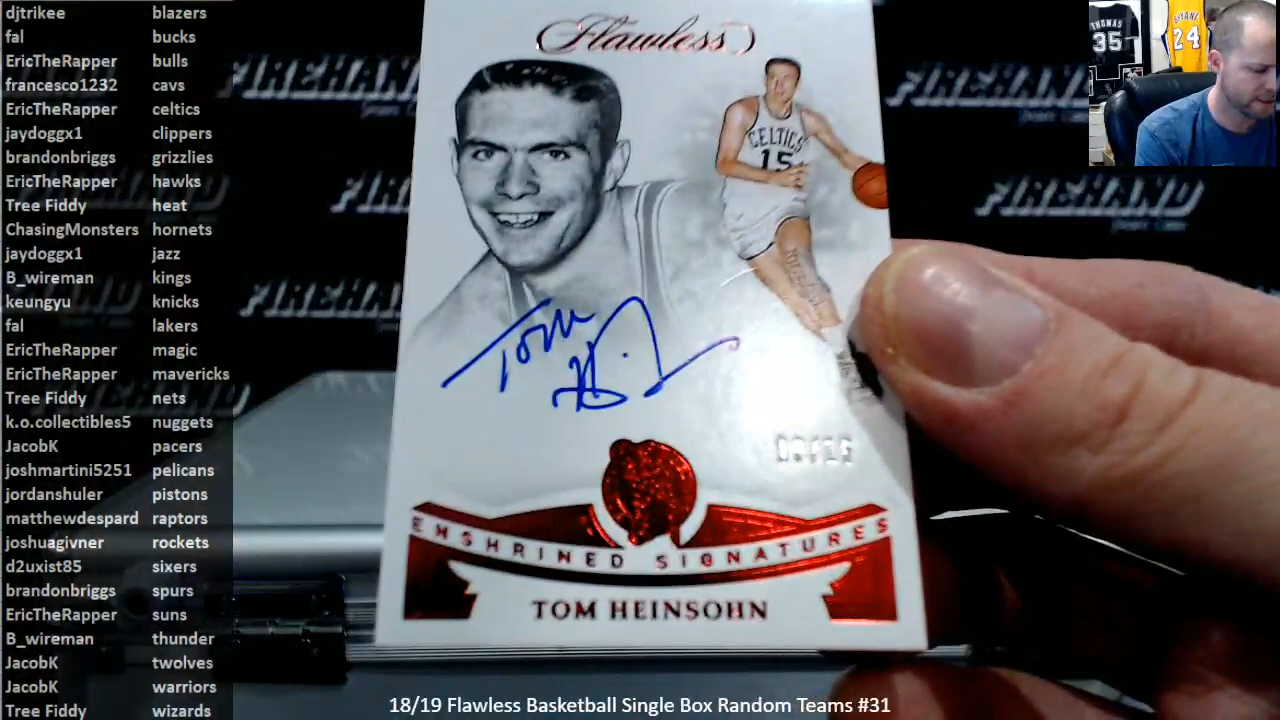 djtrikee blazers
fal bucks
EricTheRapper bulls
francesco1232 cavs
EricTheRapper celtics
jaydoggx1 clippers
brandonbriggs grizzlies
EricTheRapper hawks
Tree Fiddy heat
ChasingMonsters hornets
jaydoggx1 jazz
B_wireman kings
keungyu knicks
fal lakers
EricTheRapper magic
EricTheRapper mavericks
Tree Fiddy nets
k.o.collectibles5 nuggets
JacobK pacers
joshmartini5251 pelicans
jordanshuler pistons
matthewdespard raptors
joshuagivner rockets
d2uxist85 sixers
brandonbriggs spurs
EricTheRapper suns
B_wireman thunder
JacobK twolves
JacobK warriors
Tree Fiddy wizards
Flawless
CELTICS
15
Tom
ENSHRINED SIGNATURES
TOM HEINSOHN
FIREHAND
FIREHAND
FIREHAND
FIREHAND
THOMAS
35
BRYANT
24
18/19 Flawless Basketball Single Box Random Teams #31